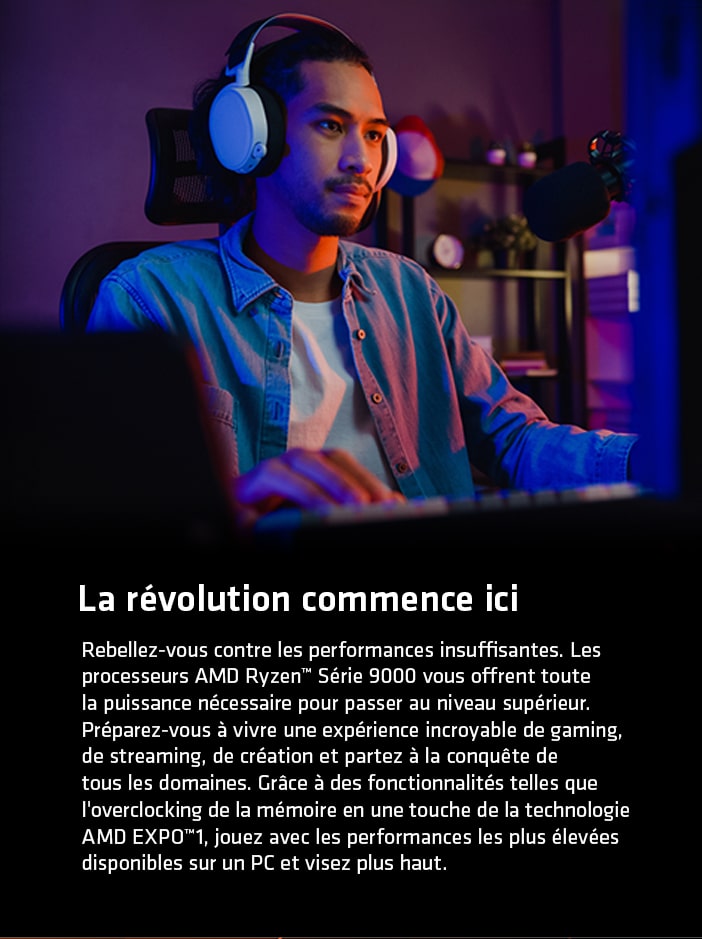 La révolution commence ici
Rebellez-vous contre les performances insuffisantes. Les
processeurs AMD Ryzen™ Série 9000 vous offrent toute
la puissance nécessaire pour passer au niveau supérieur.
Préparez-vous à vivre une expérience incroyable de gaming,
de streaming, de création et partez à la conquête de
tous les domaines. Grâce à des fonctionnalités telles que
l'overclocking de la mémoire en une touche de la technologie
AMD EXPO™1, jouez avec les performances les plus élevées
disponibles sur un PC et visez plus haut.